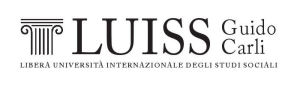 LUISS Guido Carli
LIBERA UNIVERSITÀ INTERNAZIONALE DEGLI STUDI SOCIALI